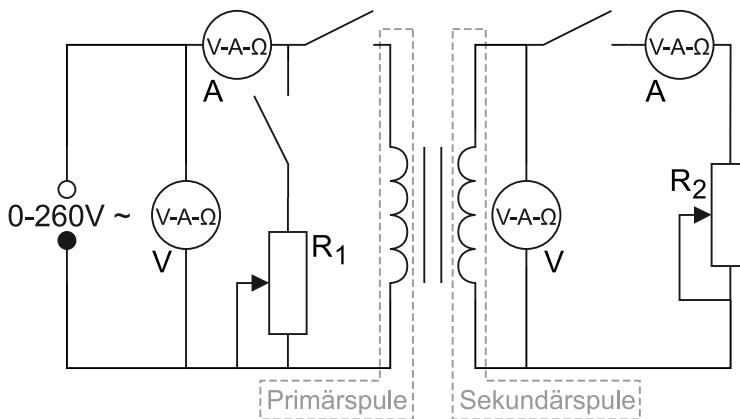 V-A-Ω
A
V-A-Ω
A
0-260V ~
V-A-Ω
V
R1
V-A-Ω
V
R2
Primärspule
Sekundärspule